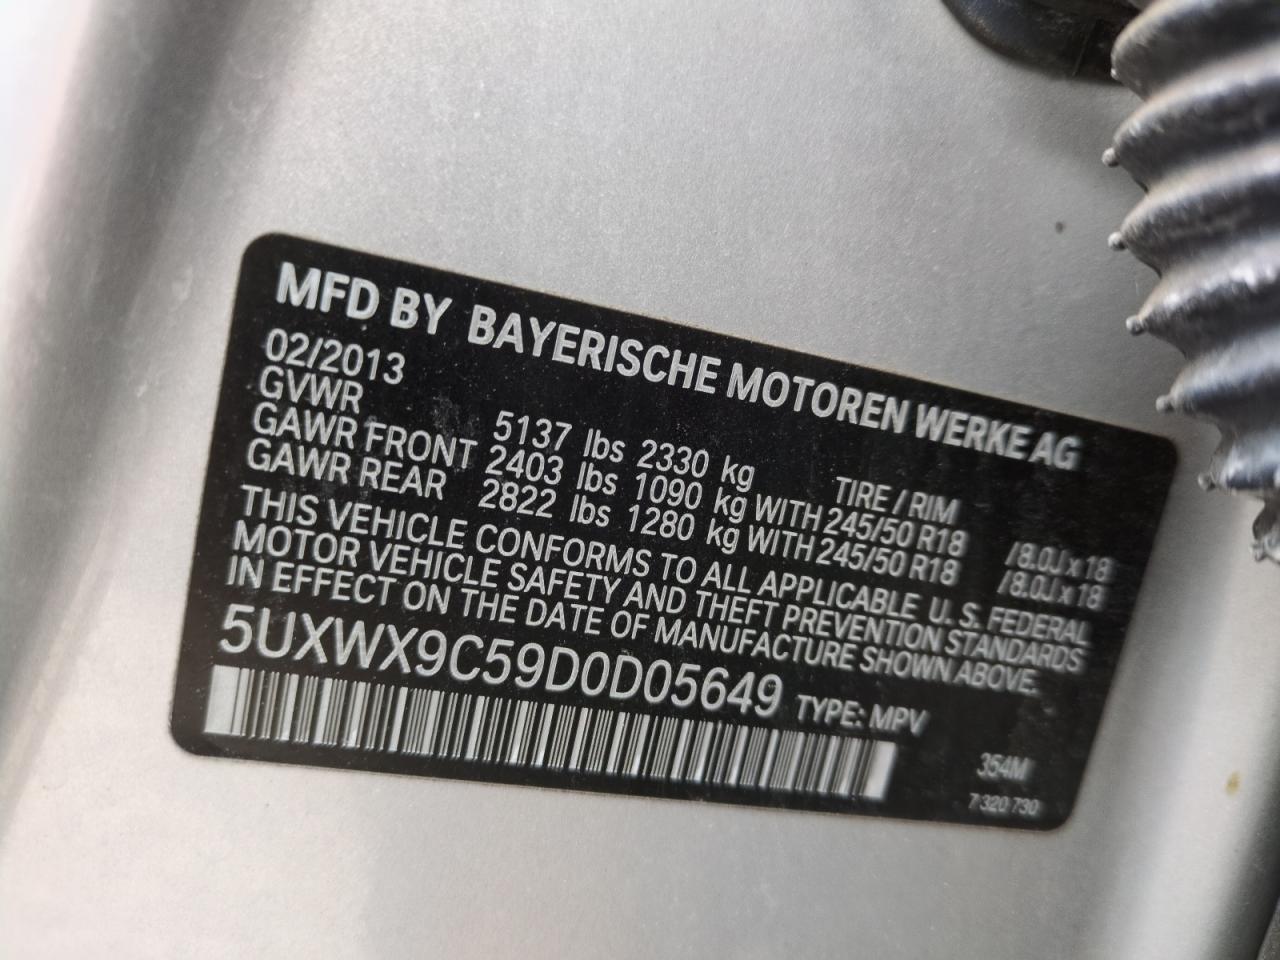 MFD BY BAYERISCHE MOTOREN WERKE AG
02/2013
GVWR 5137 lbs 2330 kg TIRE / RIM
GAWR FRONT 2403 lbs 1090 kg WITH 245/50 R18 /8.0J x 18
GAWR REAR 2822 lbs 1280 kg WITH 245/50 R18 /8.0J x 18
THIS VEHICLE CONFORMS TO ALL APPLICABLE U. S. FEDERAL
MOTOR VEHICLE SAFETY AND THEFT PREVENTION STANDARDS
IN EFFECT ON THE DATE OF MANUFACTURE SHOWN ABOVE.
5UXWX9C59D0D05649 TYPE: MPV
354M
7 320 730